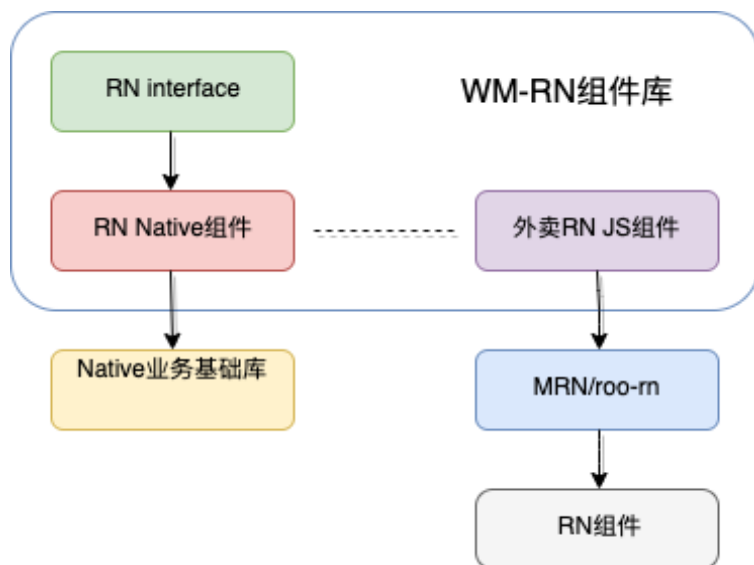 RN interface
WM-RN组件库
RN Native组件
外卖RN JS组件
Native业务基础库
MRN/roo-rn
RN组件